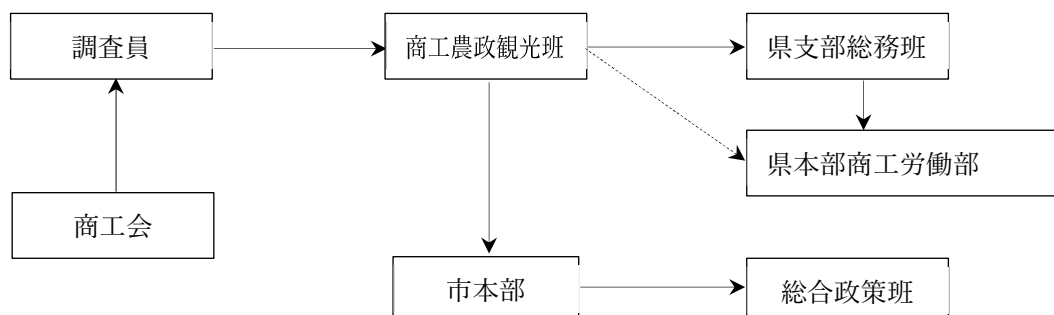 調査員
商工農政観光班
県支部総務班
県本部商工労働部
商工会
市本部
総合政策班